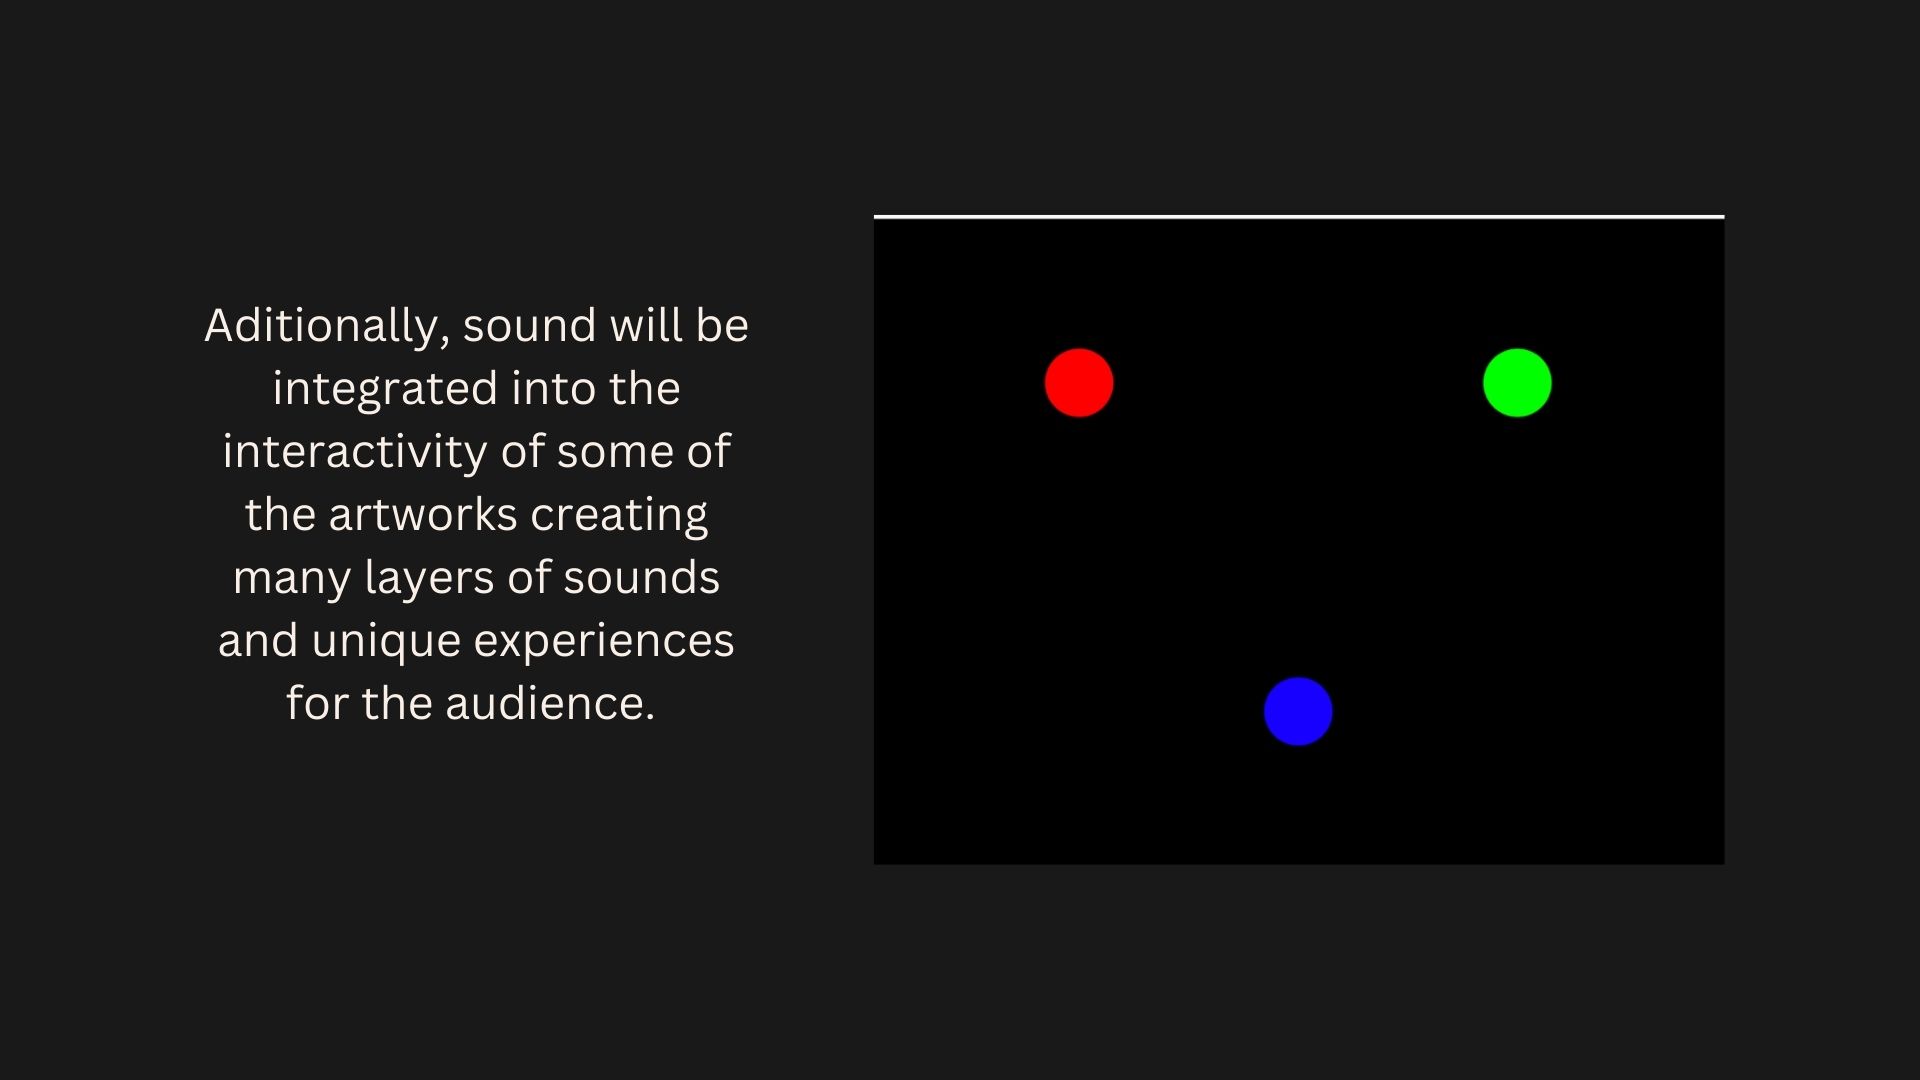 Aditionally, sound will be
integrated into the
interactivity of some of
the artworks creating
many layers of sounds
and unique experiences
for the audience.